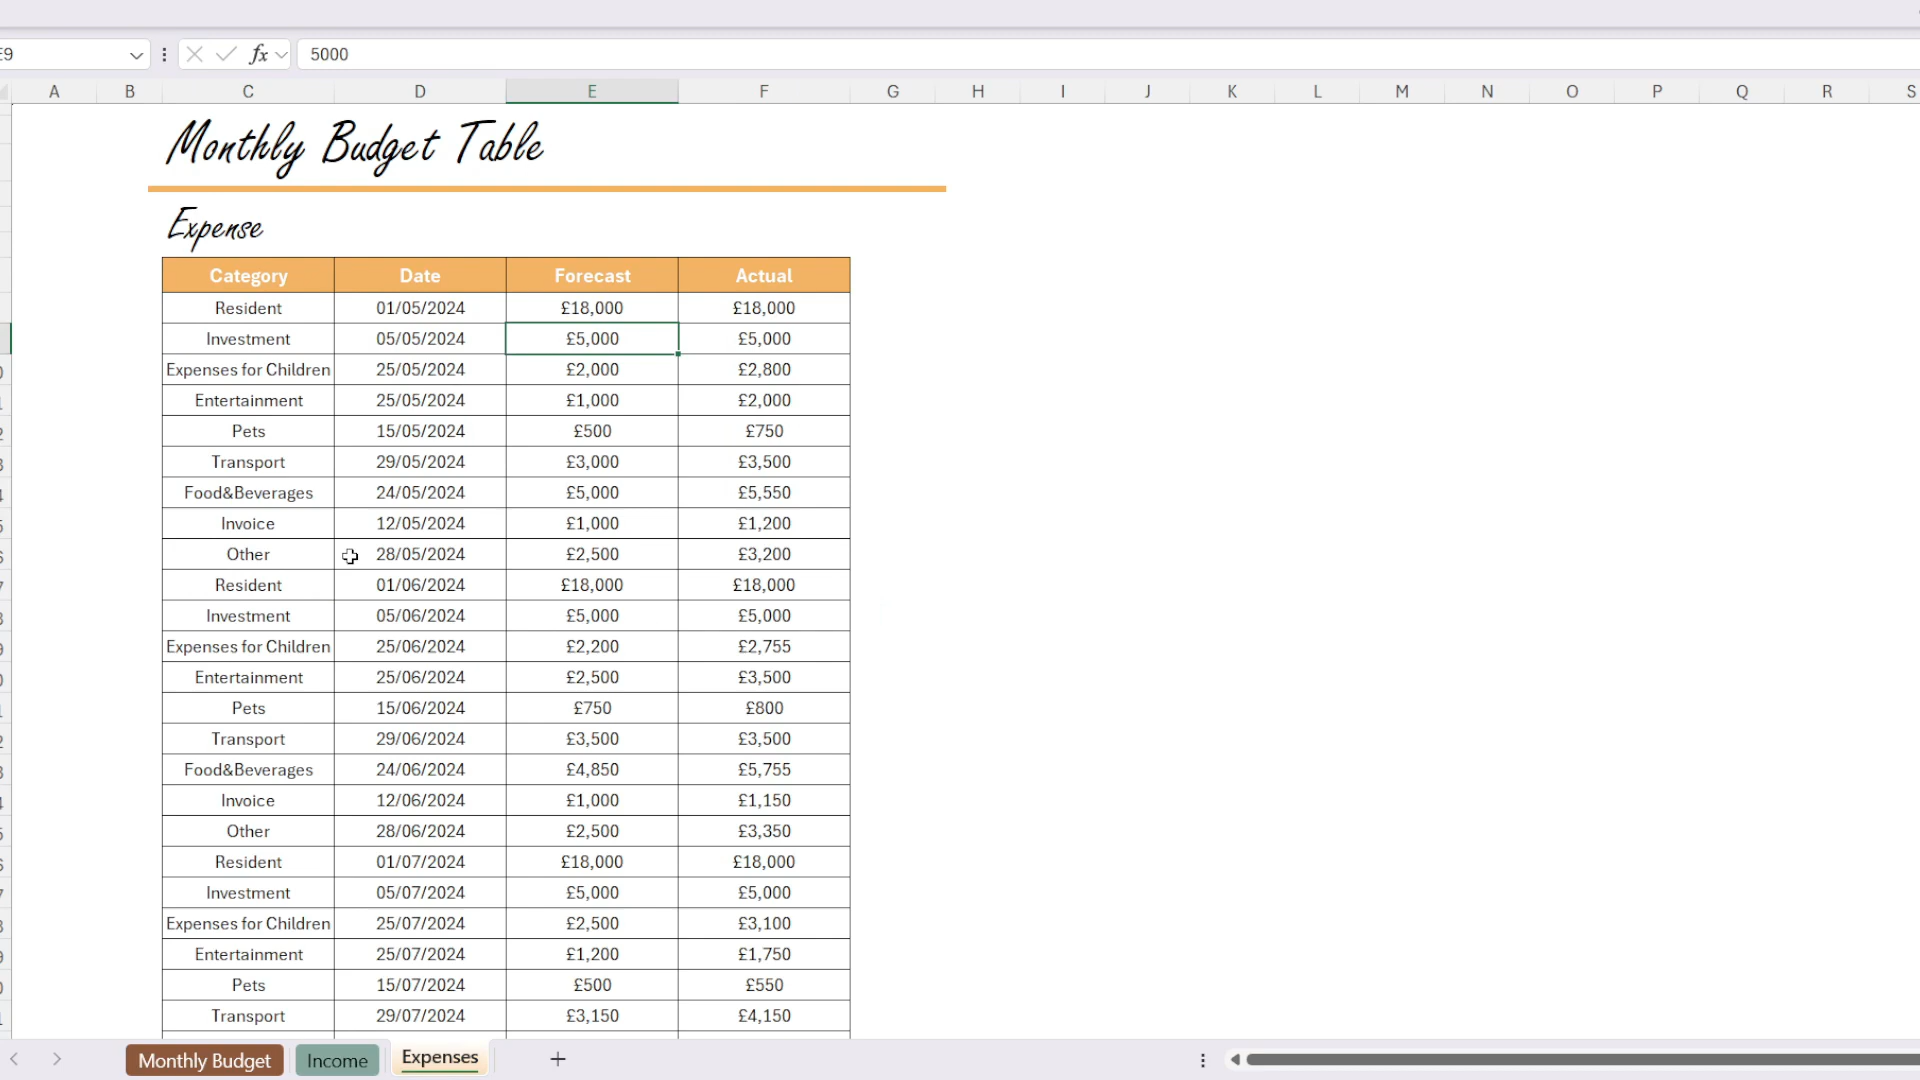 E9 fx 5000
A B C D E F G H I J K L M N O P Q R S
Monthly Budget Table
Expense
Category Date Forecast Actual
Resident 01/05/2024 £18,000 £18,000
Investment 05/05/2024 £5,000 £5,000
Expenses for Children 25/05/2024 £2,000 £2,800
Entertainment 25/05/2024 £1,000 £2,000
Pets 15/05/2024 £500 £750
Transport 29/05/2024 £3,000 £3,500
Food&Beverages 24/05/2024 £5,000 £5,550
Invoice 12/05/2024 £1,000 £1,200
Other 28/05/2024 £2,500 £3,200
Resident 01/06/2024 £18,000 £18,000
Investment 05/06/2024 £5,000 £5,000
Expenses for Children 25/06/2024 £2,200 £2,755
Entertainment 25/06/2024 £2,500 £3,500
Pets 15/06/2024 £750 £800
Transport 29/06/2024 £3,500 £3,500
Food&Beverages 24/06/2024 £4,850 £5,755
Invoice 12/06/2024 £1,000 £1,150
Other 28/06/2024 £2,500 £3,350
Resident 01/07/2024 £18,000 £18,000
Investment 05/07/2024 £5,000 £5,000
Expenses for Children 25/07/2024 £2,500 £3,100
Entertainment 25/07/2024 £1,200 £1,750
Pets 15/07/2024 £500 £550
Transport 29/07/2024 £3,150 £4,150
Monthly Budget Income Expenses